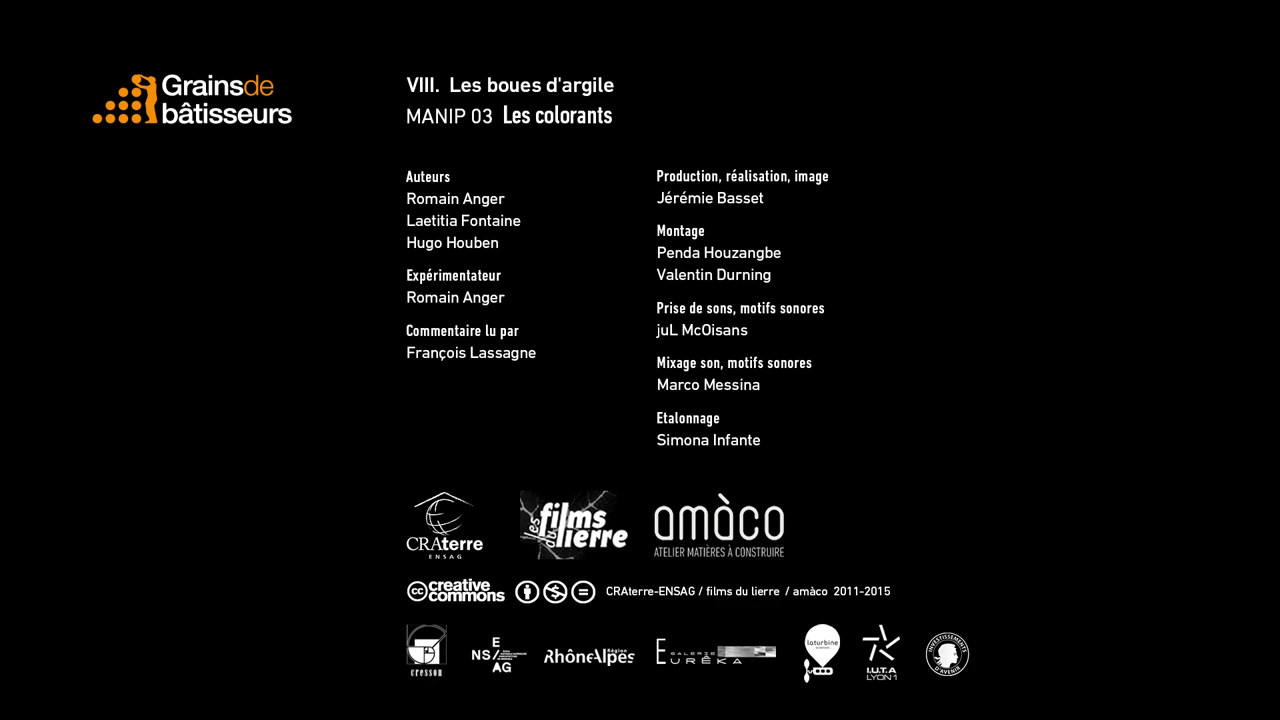 Grainsde
bâtisseurs
VIII. Les boues d'argile
MANIP 03 Les colorants
Auteurs
Romain Anger
Laetitia Fontaine
Hugo Houben
Expérimentateur
Romain Anger
Commentaire lu par
François Lassagne
Production, réalisation, image
Jérémie Basset
Montage
Penda Houzangbe
Valentin Durning
Prise de sons, motifs sonores
juL McOisans
Mixage son, motifs sonores
Marco Messina
Etalonnage
Simona Infante
CRAterre
ENSAG
les films
du lierre
amàco
ATELIER MATIÈRES À CONSTRUIRE
cc creative
commons
CRAterre-ENSAG / films du lierre / amàco 2011-2015
cresson
E
NS/
AG
Région
RhôneAlpes
GALERIE
EURÊKA
laturbine
I.U.T.A
LYON 1
INVESTISSEMENTS
D'AVENIR